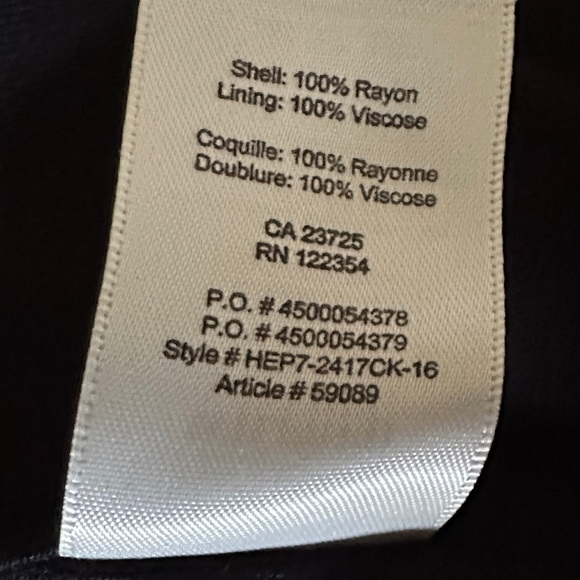 Shell: 100% Rayon
Lining: 100% Viscose
Coquille: 100% Rayonne
Doublure: 100% Viscose
CA 23725
RN 122354
P.O. # 4500054378
P.O. # 4500054379
Style # HEP7-2417CK-16
Article # 59089